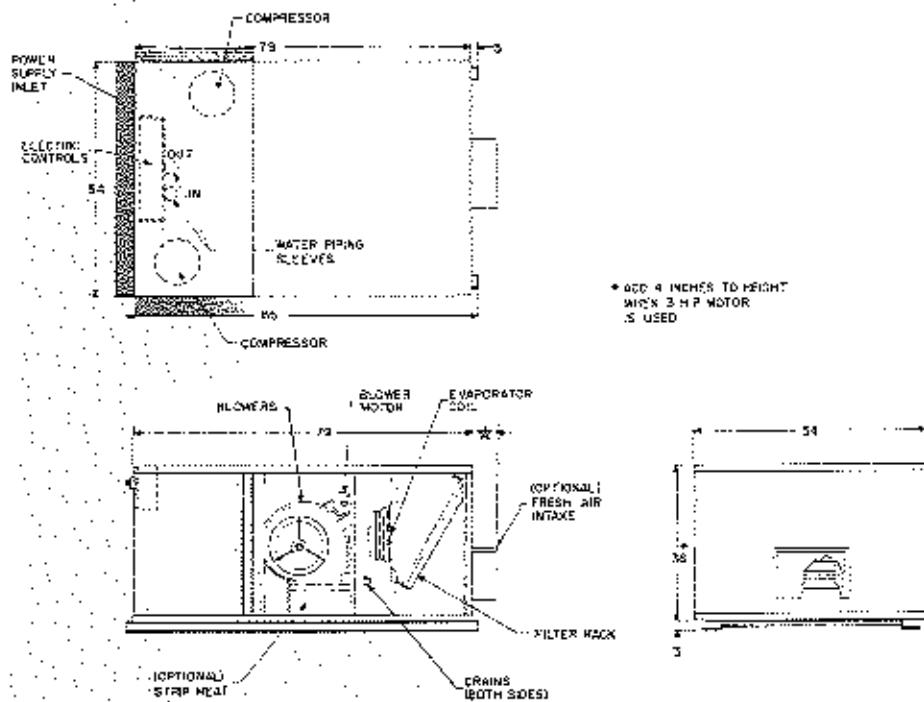 COMPRESSOR
79
5
POWER
SUPPLY
INLET
ELECTRIC
CONTROLS
OUT
IN
54
WATER PIPING
SLEEVES
* ADD 4 INCHES TO HEIGHT
WHEN 3 H P MOTOR
IS USED
COMPRESSOR
BLOWERS
BLOWER
MOTOR
EVAPORATOR
COIL
79
54
(OPTIONAL)
FRESH AIR
INTAKE
36
FILTER RACK
3
(OPTIONAL)
STRIP HEAT
DRAINS
(BOTH SIDES)